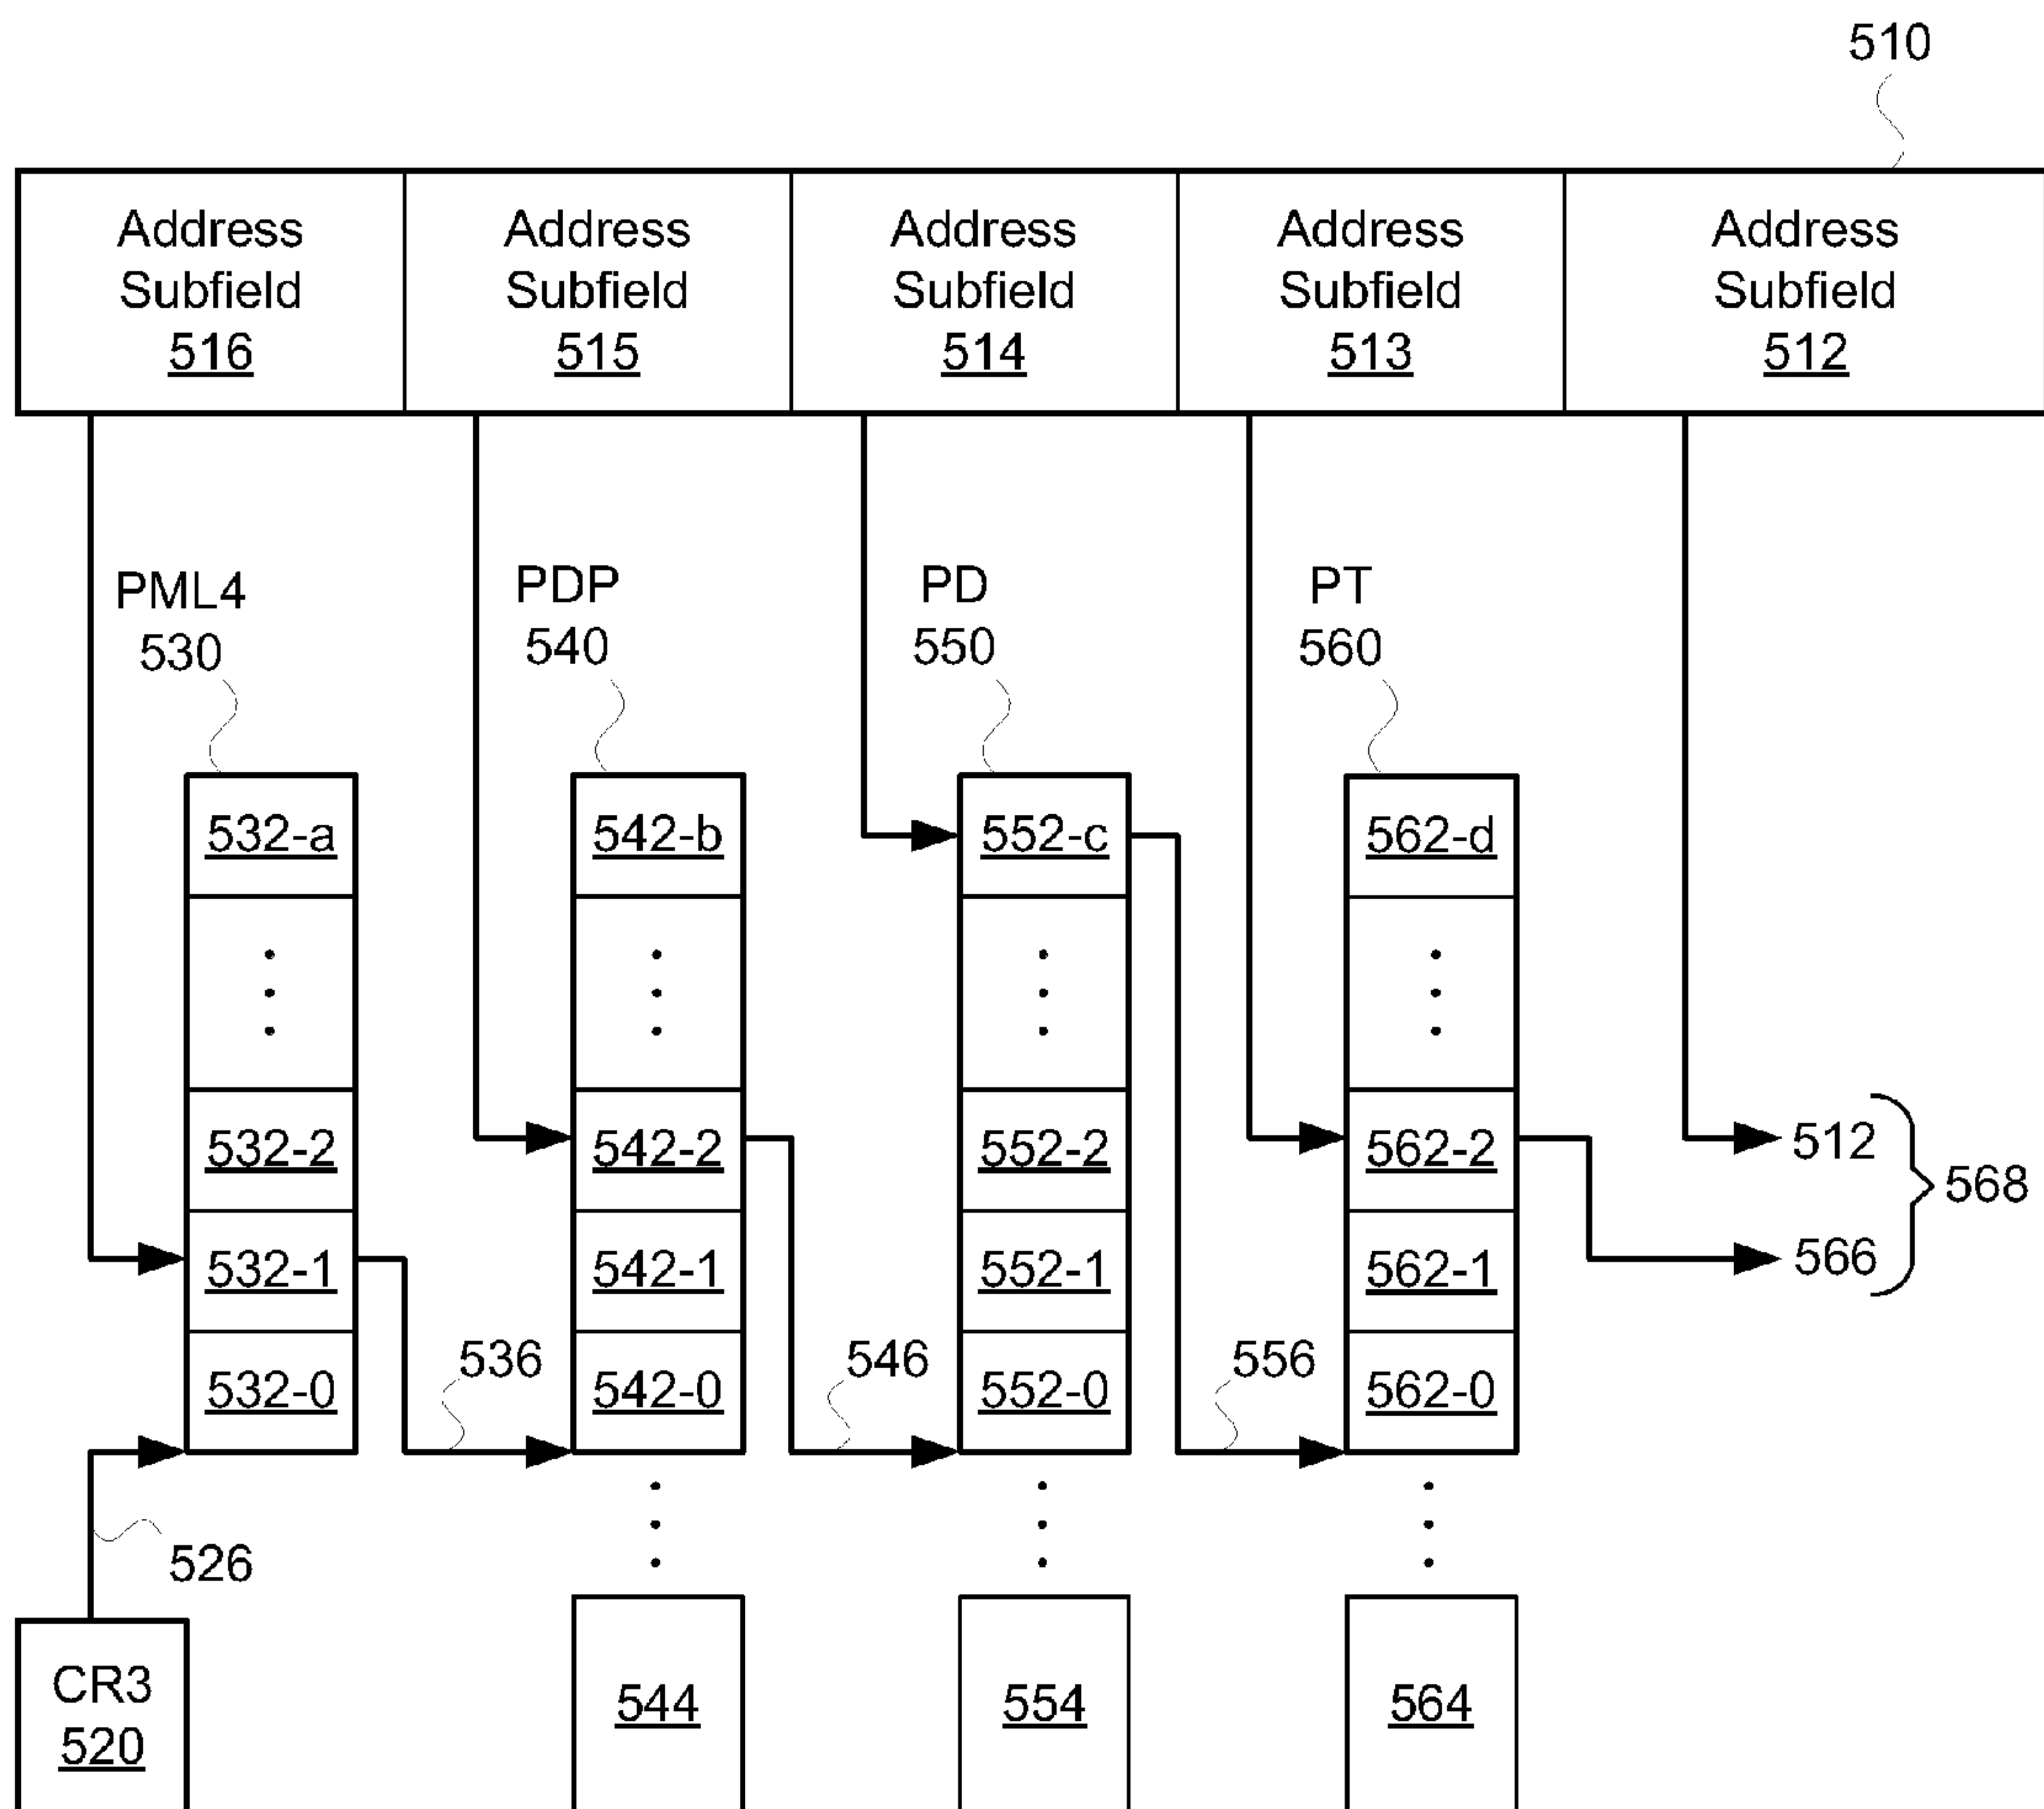 510
Address Subfield 516
Address Subfield 515
Address Subfield 514
Address Subfield 513
Address Subfield 512
PML4 530
PDP 540
PD 550
PT 560
532-a 542-b 552-c 562-d
532-2 542-2 552-2 562-2 512
568
532-1 542-1 552-1 562-1 566
536 546 556
532-0 542-0 552-0 562-0
526
CR3 520
544 554 564